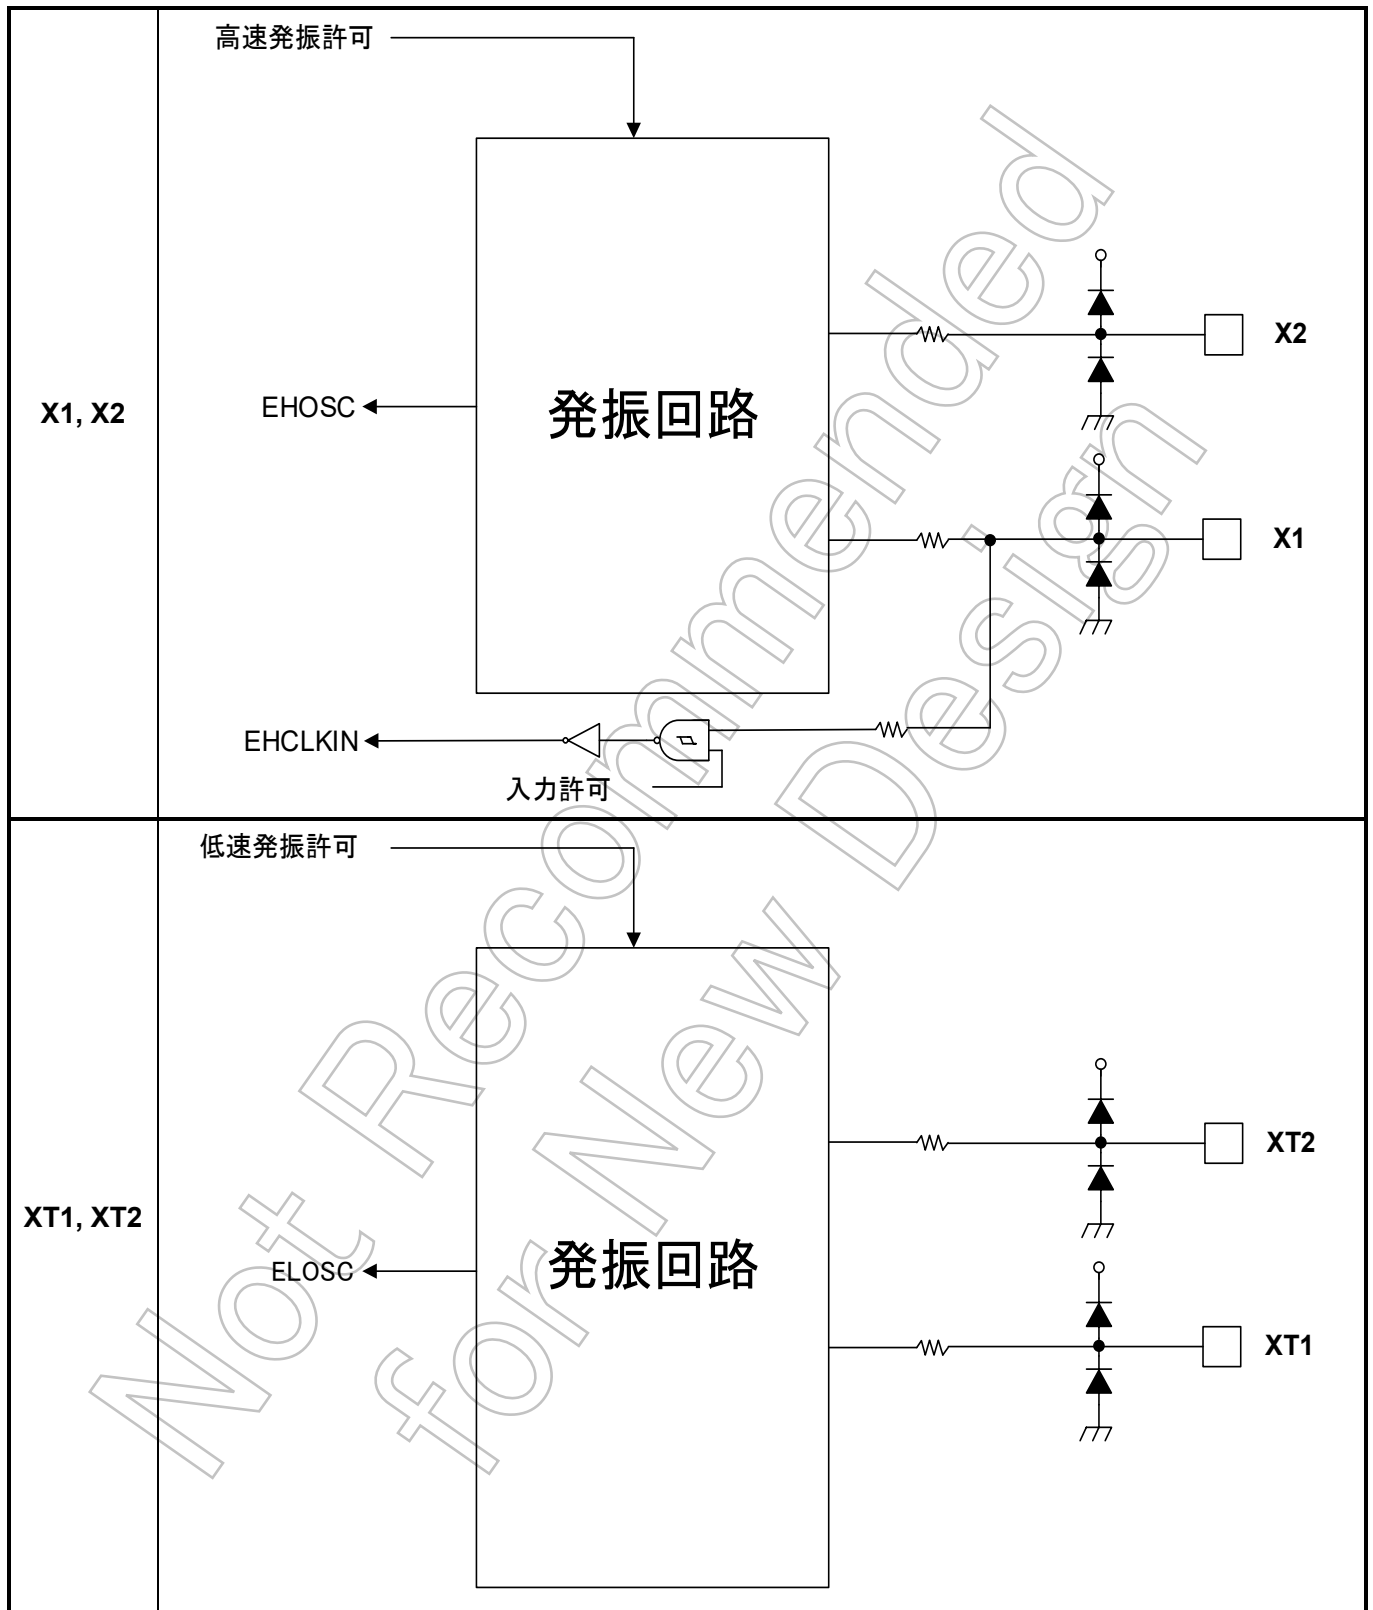 高速発振許可
X2
X1, X2
EHOSC
発振回路
X1
EHCLKIN
入力許可
低速発振許可
XT2
XT1, XT2
ELOSC
発振回路
XT1
Not Recommended
for New Design